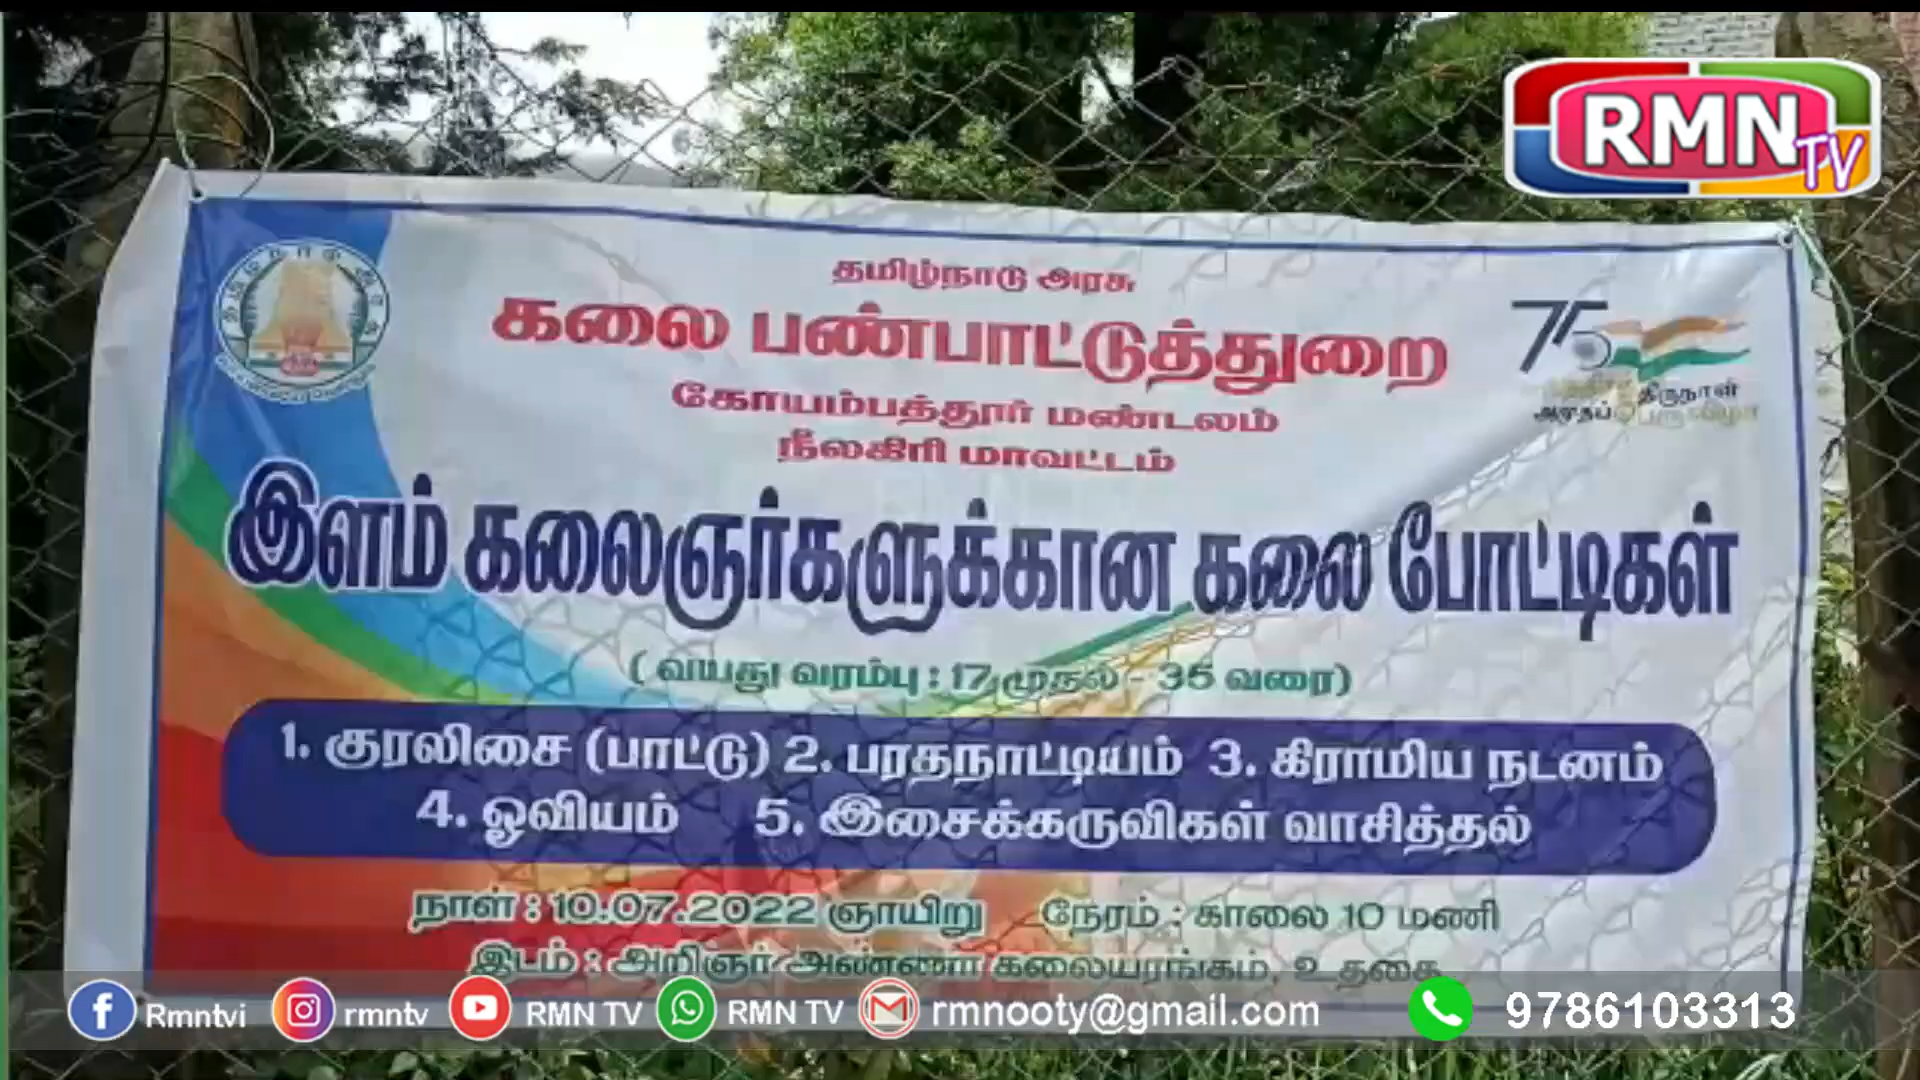 RMN TV
தமிழ்நாடு அரசு
கலை பண்பாட்டுத்துறை
கோயம்பத்தூர் மண்டலம்
நீலகிரி மாவட்டம்
75
திருநாள்
இளம் கலைஞர்களுக்கான கலை போட்டிகள்
( வயது வரம்பு : 17 முதல் - 35 வரை)
1. குரலிசை (பாட்டு) 2. பரதநாட்டியம் 3. கிராமிய நடனம்
4. ஓவியம் 5. இசைக்கருவிகள் வாசித்தல்
நாள் : 10.07.2022 ஞாயிறு நேரம் : காலை 10 மணி
இடம் : அறிஞர் அண்ணா கலையரங்கம், உதகை
Rmntvi rmntv RMN TV RMN TV rmnooty@gmail.com 9786103313